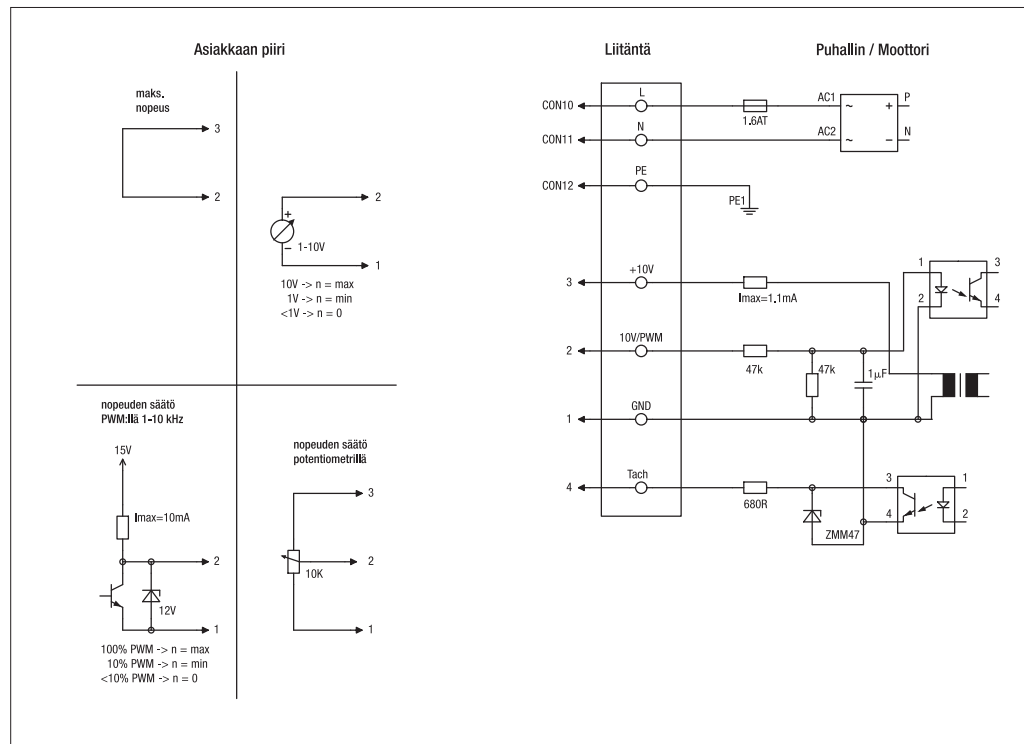 Asiakkaan piiri
maks.
nopeus
3
2
+
−
1-10V
2
1
10V -> n = max
1V -> n = min
<1V -> n = 0
nopeuden säätö
PWM:llä 1-10 kHz
15V
Imax=10mA
2
12V
1
100% PWM -> n = max
10% PWM -> n = min
<10% PWM -> n = 0
nopeuden säätö
potentiometrillä
3
2
10K
1
Liitäntä
Puhallin / Moottori
CON10
L
1.6AT
AC1
~
+
P
CON11
N
AC2
~
−
N
CON12
PE
PE1
3
+10V
Imax=1.1mA
1
3
2
4
2
10V/PWM
47k
47k
1µF
1
GND
4
Tach
680R
ZMM47
3
1
4
2